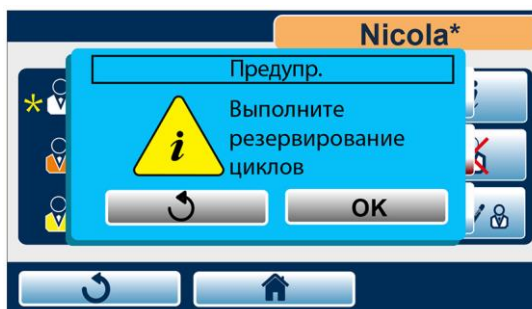 Nicola*
Предупр.
Выполните
резервирование
циклов
OK